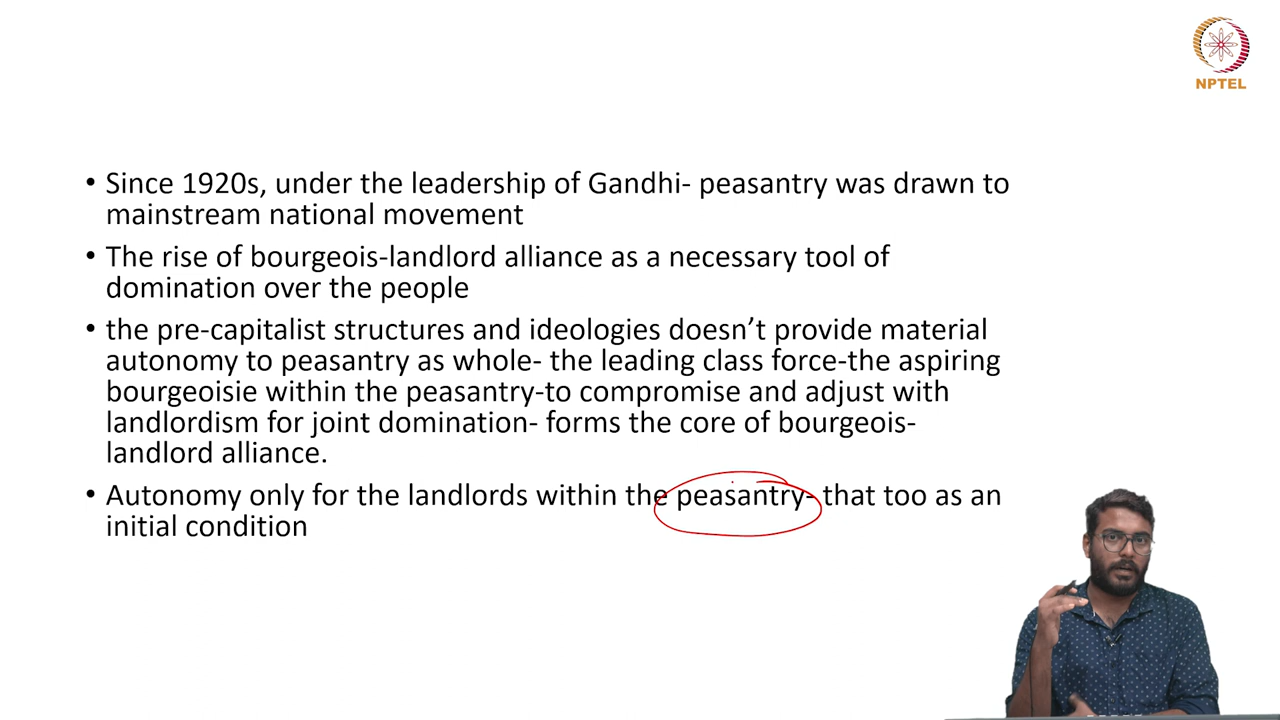 NPTEL
• Since 1920s, under the leadership of Gandhi- peasantry was drawn to
mainstream national movement
• The rise of bourgeois-landlord alliance as a necessary tool of
domination over the people
• the pre-capitalist structures and ideologies doesn’t provide material
autonomy to peasantry as whole- the leading class force-the aspiring
bourgeoisie within the peasantry-to compromise and adjust with
landlordism for joint domination- forms the core of bourgeois-
landlord alliance.
• Autonomy only for the landlords within the peasantry- that too as an
initial condition